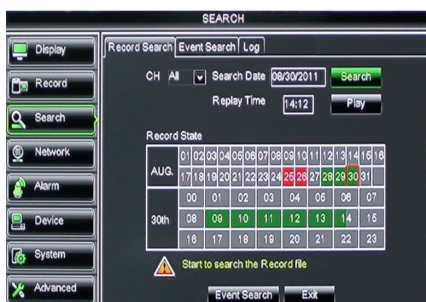 SEARCH
Display
Record
Search
Network
Alarm
Device
System
Advanced
Record Search Event Search Log
CH All Search Date 08/30/2011 Search
Replay Time 14:12 Play
Record State
AUG.
01 02 03 04 05 06 07 08 09 10 11 12 13 14 15 16
17 18 19 20 21 22 23 24 25 26 27 28 29 30 31
30th
00 01 02 03 04 05 06 07
08 09 10 11 12 13 14 15
16 17 18 19 20 21 22 23
Start to search the Record file
Event Search Exit